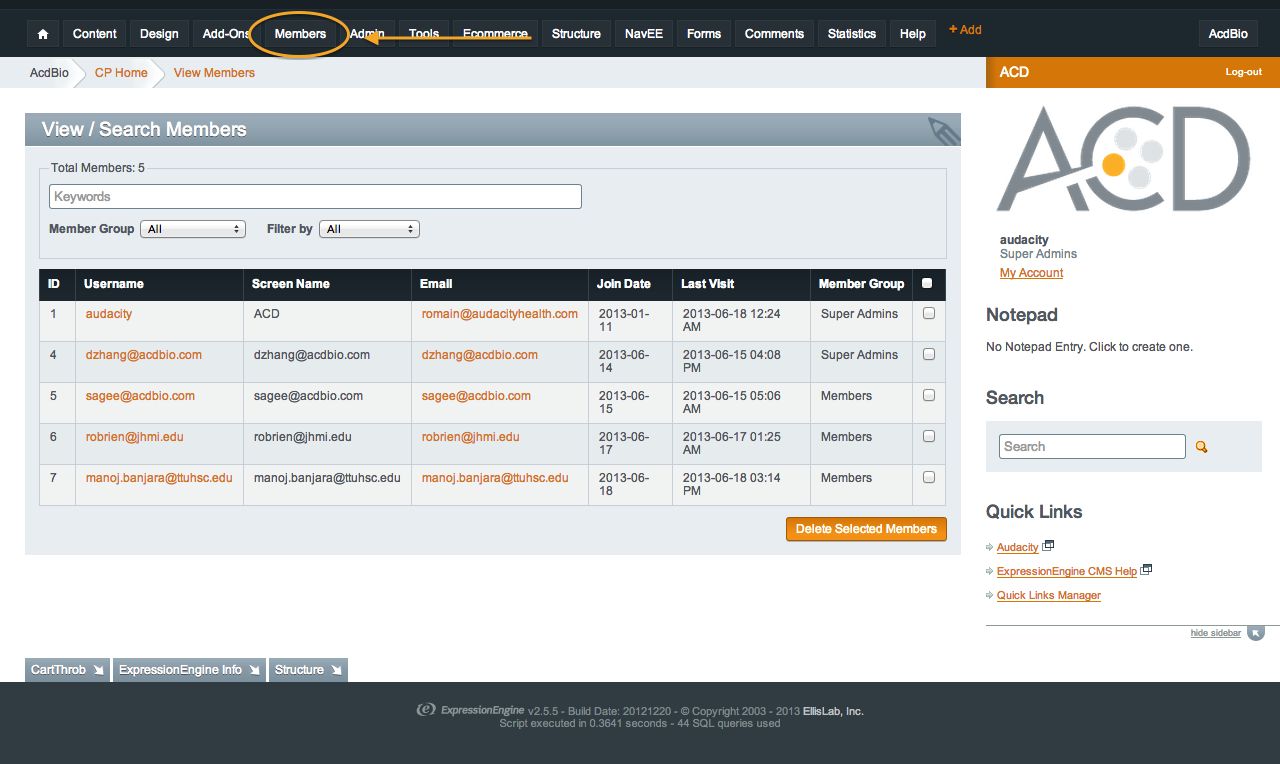 Content Design Add-Ons Members Admin Tools Ecommerce Structure NavEE Forms Comments Statistics Help + Add AcdBio
AcdBio CP Home View Members
ACD Log-out
View / Search Members
ACD
Total Members: 5
Keywords
Member Group All Filter by All
audacity
Super Admins
My Account
ID Username Screen Name Email Join Date Last Visit Member Group
1 audacity ACD romain@audacityhealth.com 2013-01- 2013-06-18 12:24 Super Admins
11 AM
4 dzhang@acdbio.com dzhang@acdbio.com dzhang@acdbio.com 2013-06- 2013-06-15 04:08 Super Admins
14 PM
5 sagee@acdbio.com sagee@acdbio.com sagee@acdbio.com 2013-06- 2013-06-15 05:06 Members
15 AM
6 robrien@jhmi.edu robrien@jhmi.edu robrien@jhmi.edu 2013-06- 2013-06-17 01:25 Members
17 AM
7 manoj.banjara@ttuhsc.edu manoj.banjara@ttuhsc.edu manoj.banjara@ttuhsc.edu 2013-06- 2013-06-18 03:14 Members
18 PM
Delete Selected Members
Notepad
No Notepad Entry. Click to create one.
Search
Search
Quick Links
Audacity
ExpressionEngine CMS Help
Quick Links Manager
hide sidebar
CartThrob ExpressionEngine Info Structure
ExpressionEngine v2.5.5 - Build Date: 20121220 - © Copyright 2003 - 2013 EllisLab, Inc.
Script executed in 0.3641 seconds - 44 SQL queries used